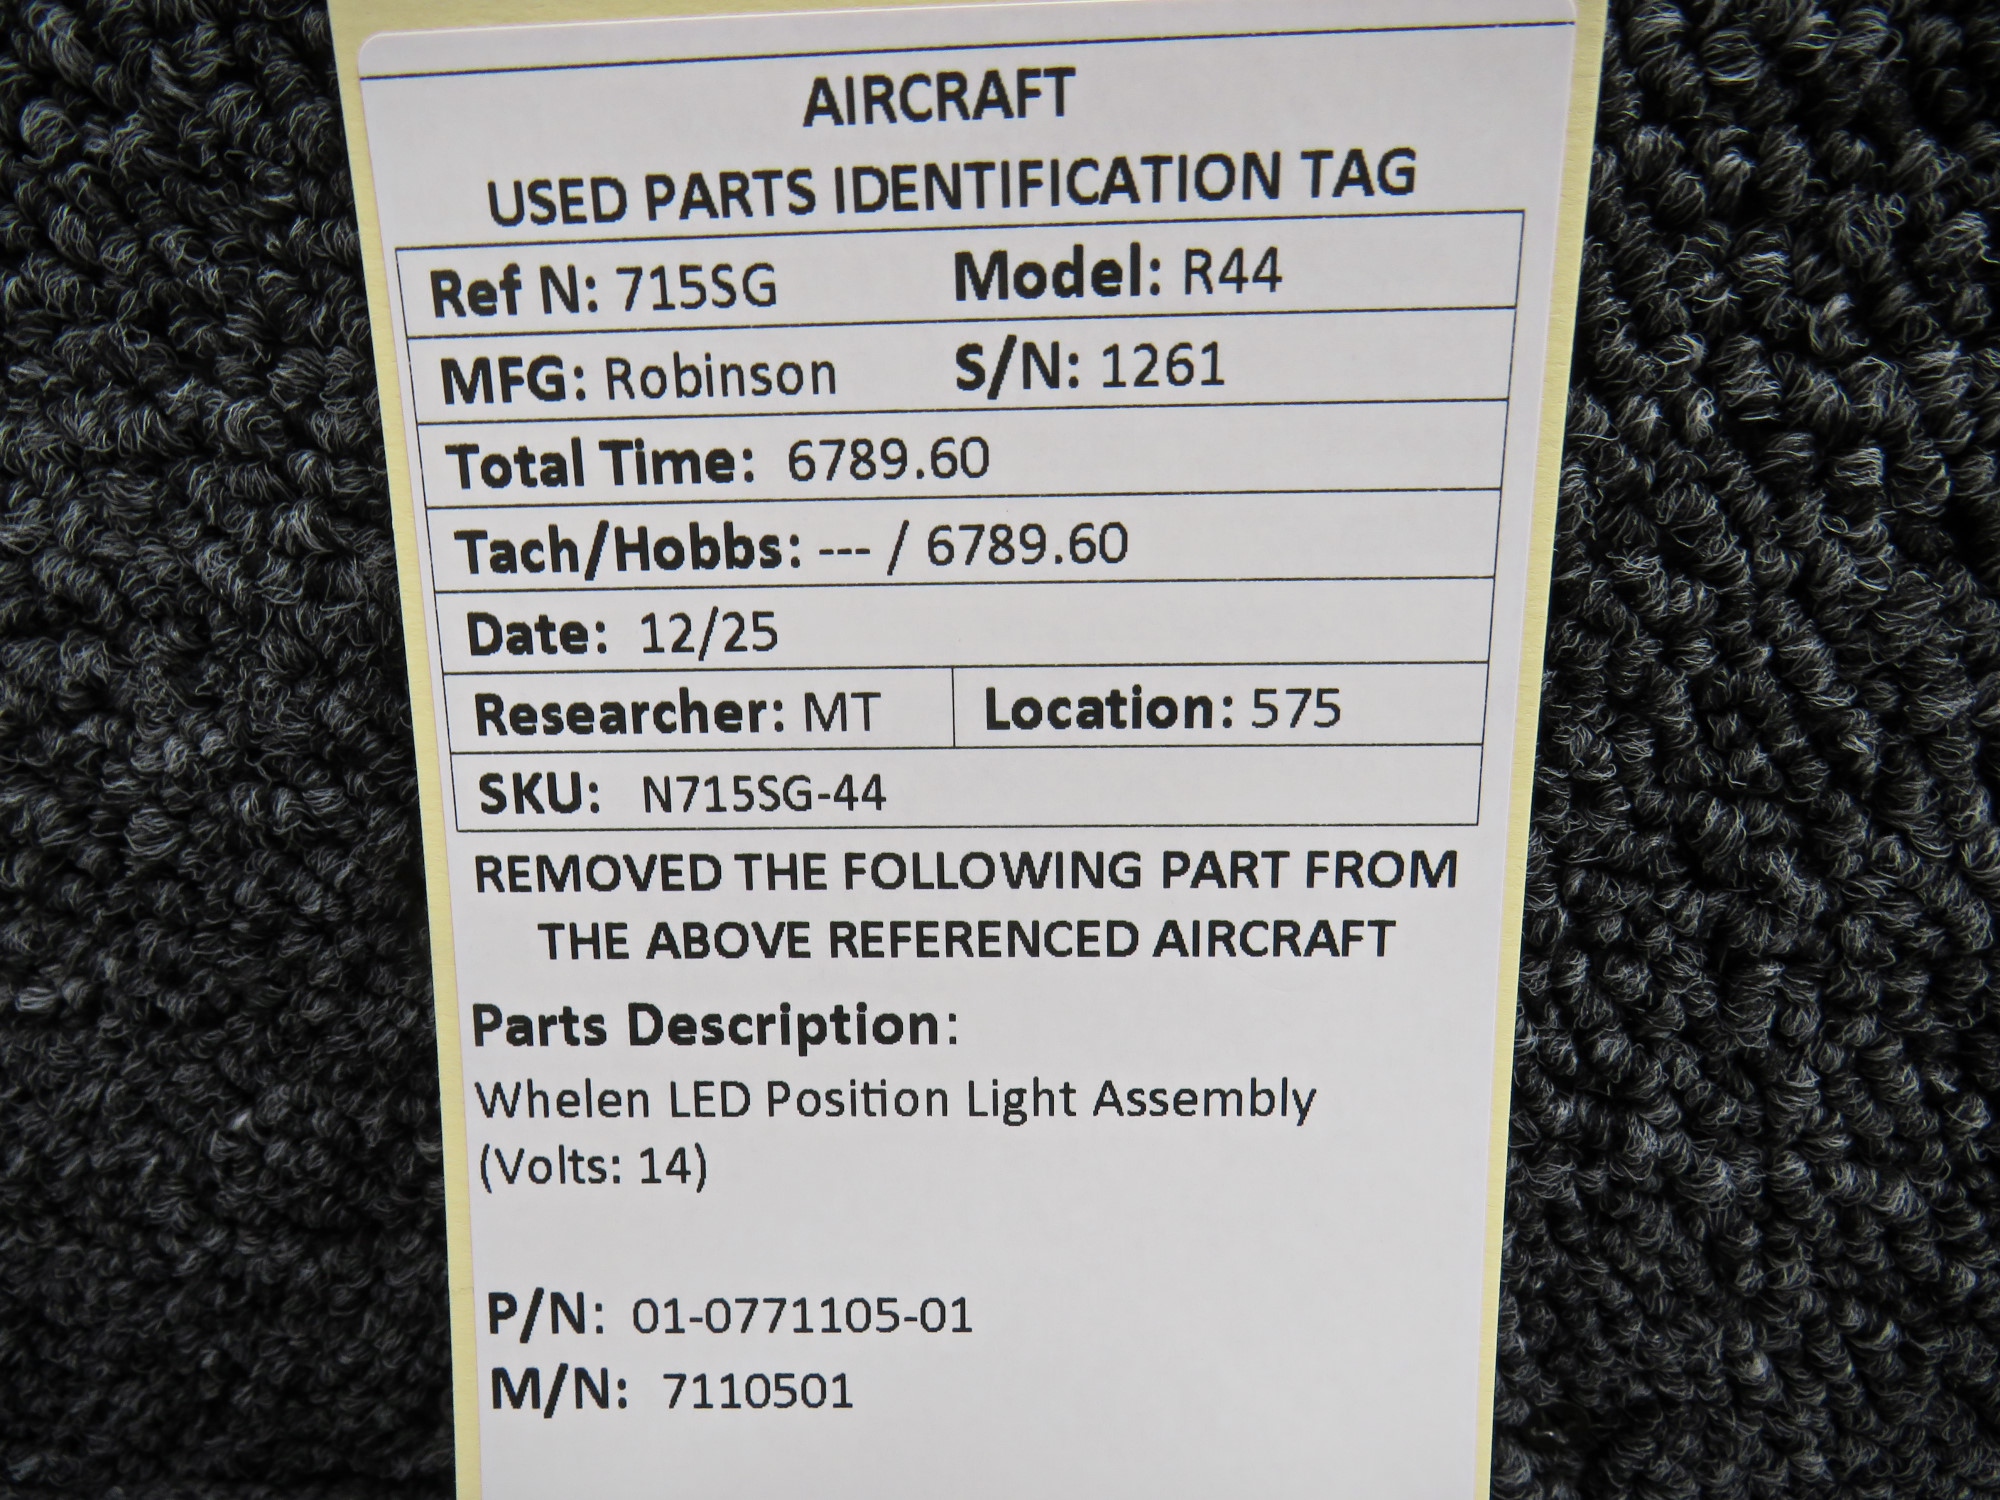 AIRCRAFT
USED PARTS IDENTIFICATION TAG
Ref N: 715SG Model: R44
MFG: Robinson S/N: 1261
Total Time: 6789.60
Tach/Hobbs: --- / 6789.60
Date: 12/25
Researcher: MT Location: 575
SKU: N715SG-44
REMOVED THE FOLLOWING PART FROM
THE ABOVE REFERENCED AIRCRAFT
Parts Description:
Whelen LED Position Light Assembly
(Volts: 14)
P/N: 01-0771105-01
M/N: 7110501